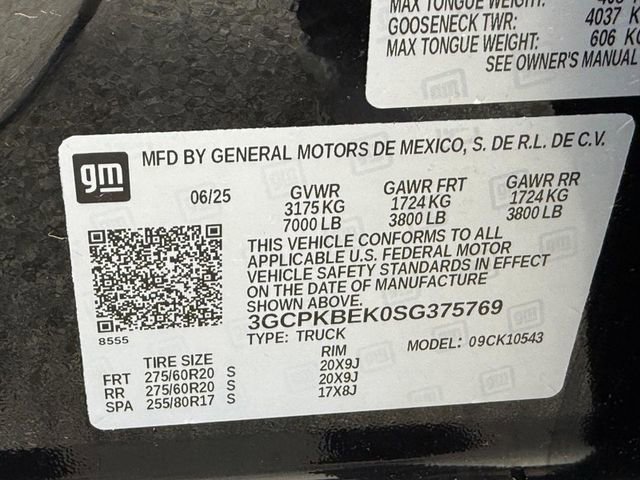 MAX TONGUE WEIGHT:
GOOSENECK TWR: 4037 K
MAX TONGUE WEIGHT: 606 KG
SEE OWNER'S MANUAL
gm
MFD BY GENERAL MOTORS DE MEXICO, S. DE R.L. DE C.V.
06/25 GVWR GAWR FRT GAWR RR
3175 KG 1724 KG 1724 KG
7000 LB 3800 LB 3800 LB
THIS VEHICLE CONFORMS TO ALL
APPLICABLE U.S. FEDERAL MOTOR
VEHICLE SAFETY STANDARDS IN EFFECT
ON THE DATE OF MANUFACTURE
SHOWN ABOVE.
3GCPKBEK0SG375769
8555
TYPE: TRUCK MODEL: 09CK10543
TIRE SIZE RIM
FRT 275/60R20 S 20X9J
RR 275/60R20 S 20X9J
SPA 255/80R17 S 17X8J